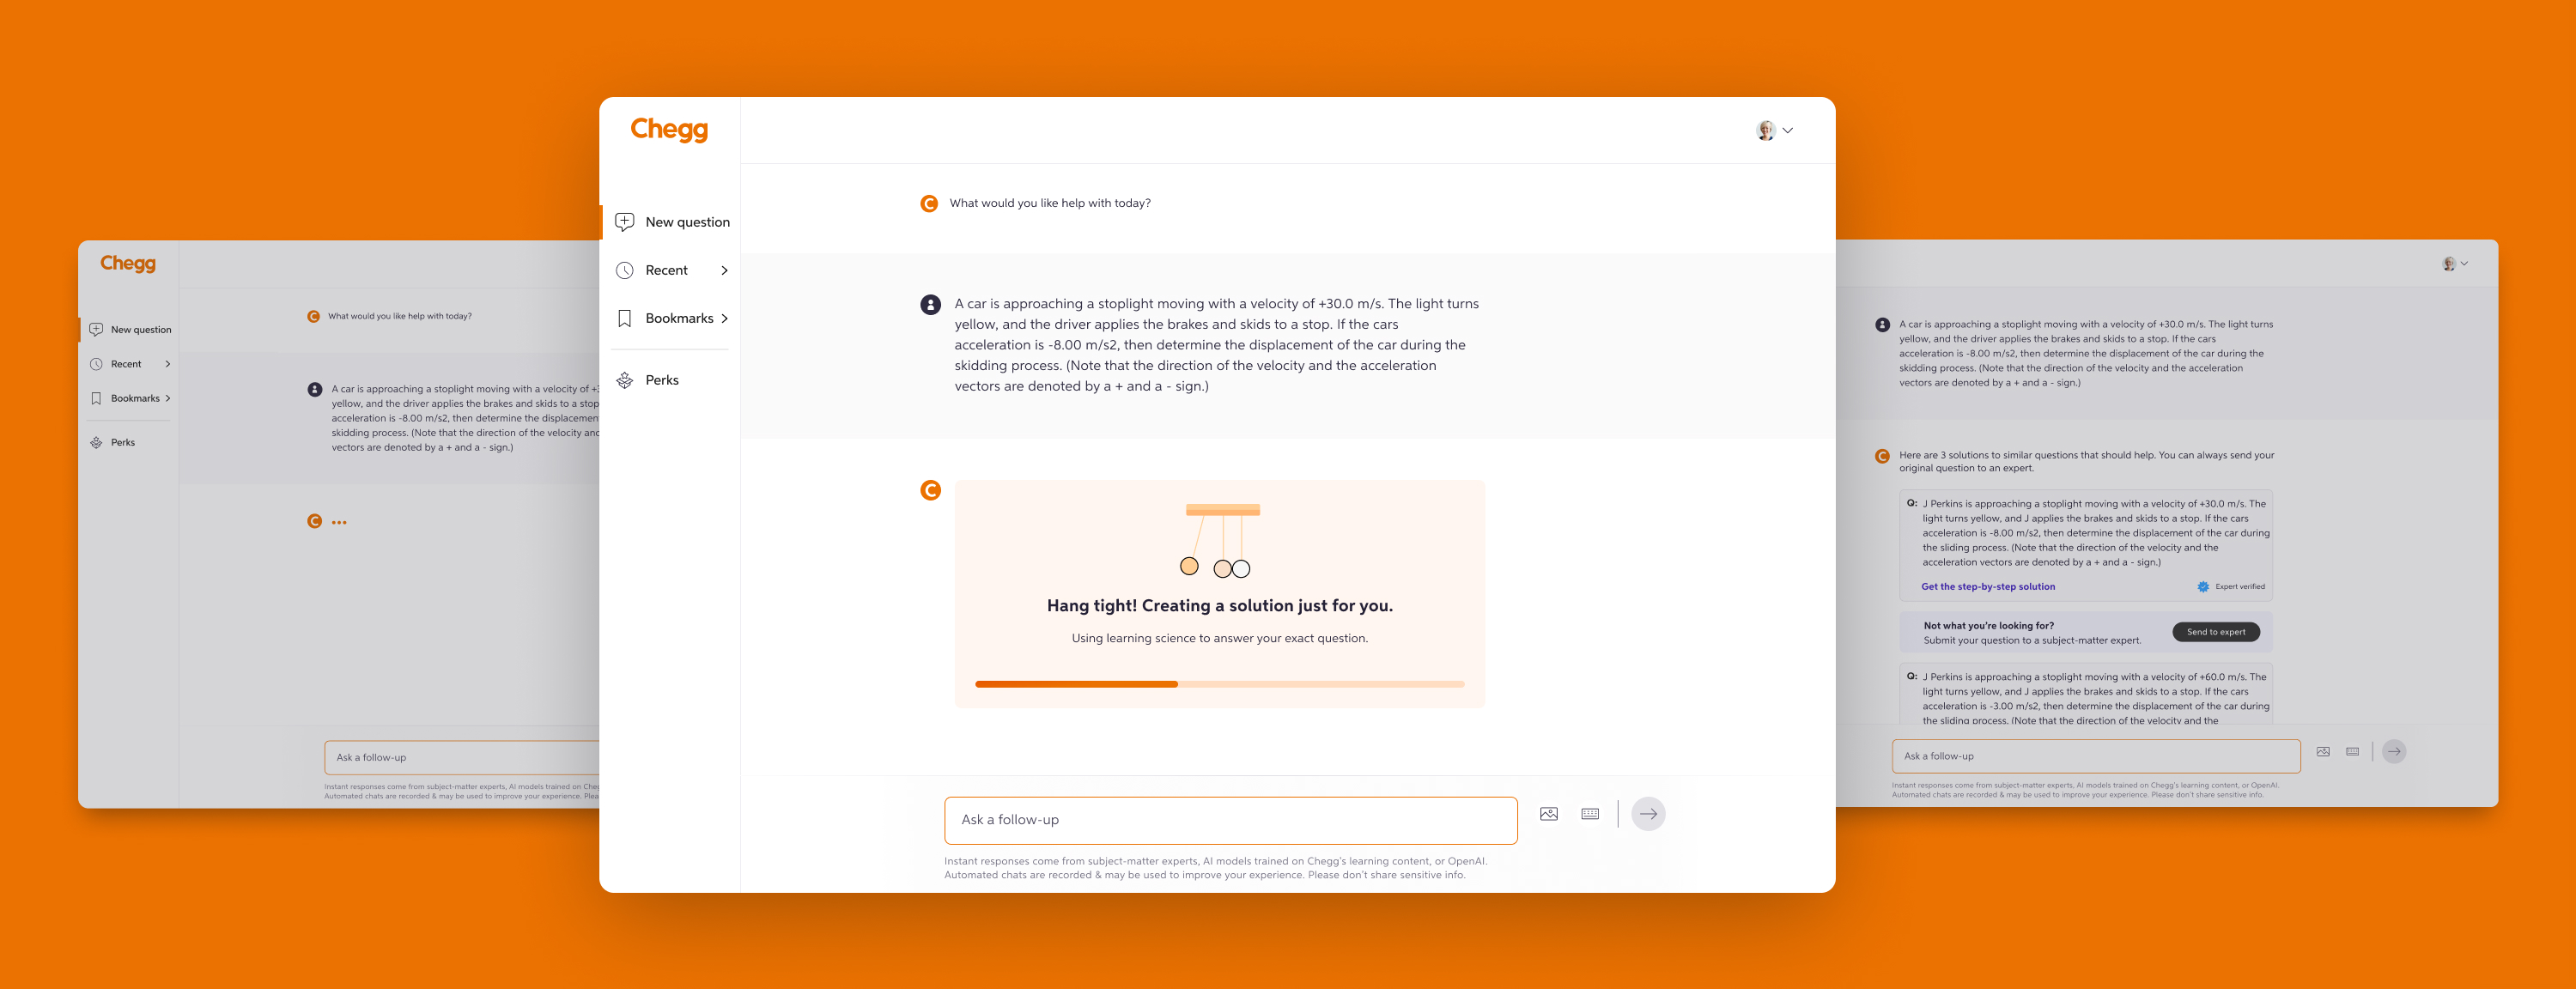 Chegg
New question
Recent
Bookmarks
Perks
What would you like help with today?
A car is approaching a stoplight moving with a velocity of +3
yellow, and the driver applies the brakes and skids to a stop
acceleration is -8.00 m/s2, then determine the displacemen
skidding process. (Note that the direction of the velocity and
vectors are denoted by a + and a - sign.)
Ask a follow-up
Instant responses come from subject-matter experts, AI models trained on Cheg
Automated chats are recorded & may be used to improve your experience. Plea
Chegg
New question
Recent
Bookmarks
Perks
What would you like help with today?
A car is approaching a stoplight moving with a velocity of +30.0 m/s. The light turns
yellow, and the driver applies the brakes and skids to a stop. If the cars
acceleration is -8.00 m/s2, then determine the displacement of the car during the
skidding process. (Note that the direction of the velocity and the acceleration
vectors are denoted by a + and a - sign.)
Hang tight! Creating a solution just for you.
Using learning science to answer your exact question.
Ask a follow-up
Instant responses come from subject-matter experts, AI models trained on Chegg's learning content, or OpenAI.
Automated chats are recorded & may be used to improve your experience. Please don't share sensitive info.
A car is approaching a stoplight moving with a velocity of +30.0 m/s. The light turns
yellow, and the driver applies the brakes and skids to a stop. If the cars
acceleration is -8.00 m/s2, then determine the displacement of the car during the
skidding process. (Note that the direction of the velocity and the acceleration
vectors are denoted by a + and a - sign.)
Here are 3 solutions to similar questions that should help. You can always send your
original question to an expert.
Q: J Perkins is approaching a stoplight moving with a velocity of +30.0 m/s. The
light turns yellow, and J applies the brakes and skids to a stop. If the cars
acceleration is -8.00 m/s2, then determine the displacement of the car during
the sliding process. (Note that the direction of the velocity and the
acceleration vectors are denoted by a + and a - sign.)
Get the step-by-step solution
Expert verified
Not what you're looking for?
Submit your question to a subject-matter expert.
Send to expert
Q: J Perkins is approaching a stoplight moving with a velocity of +60.0 m/s. The
light turns yellow, and J applies the brakes and skids to a stop. If the cars
acceleration is -3.00 m/s2, then determine the displacement of the car during
the sliding process. (Note that the direction of the velocity and the
Ask a follow-up
Instant responses come from subject-matter experts, AI models trained on Chegg's learning content, or OpenAI.
Automated chats are recorded & may be used to improve your experience. Please don't share sensitive info.